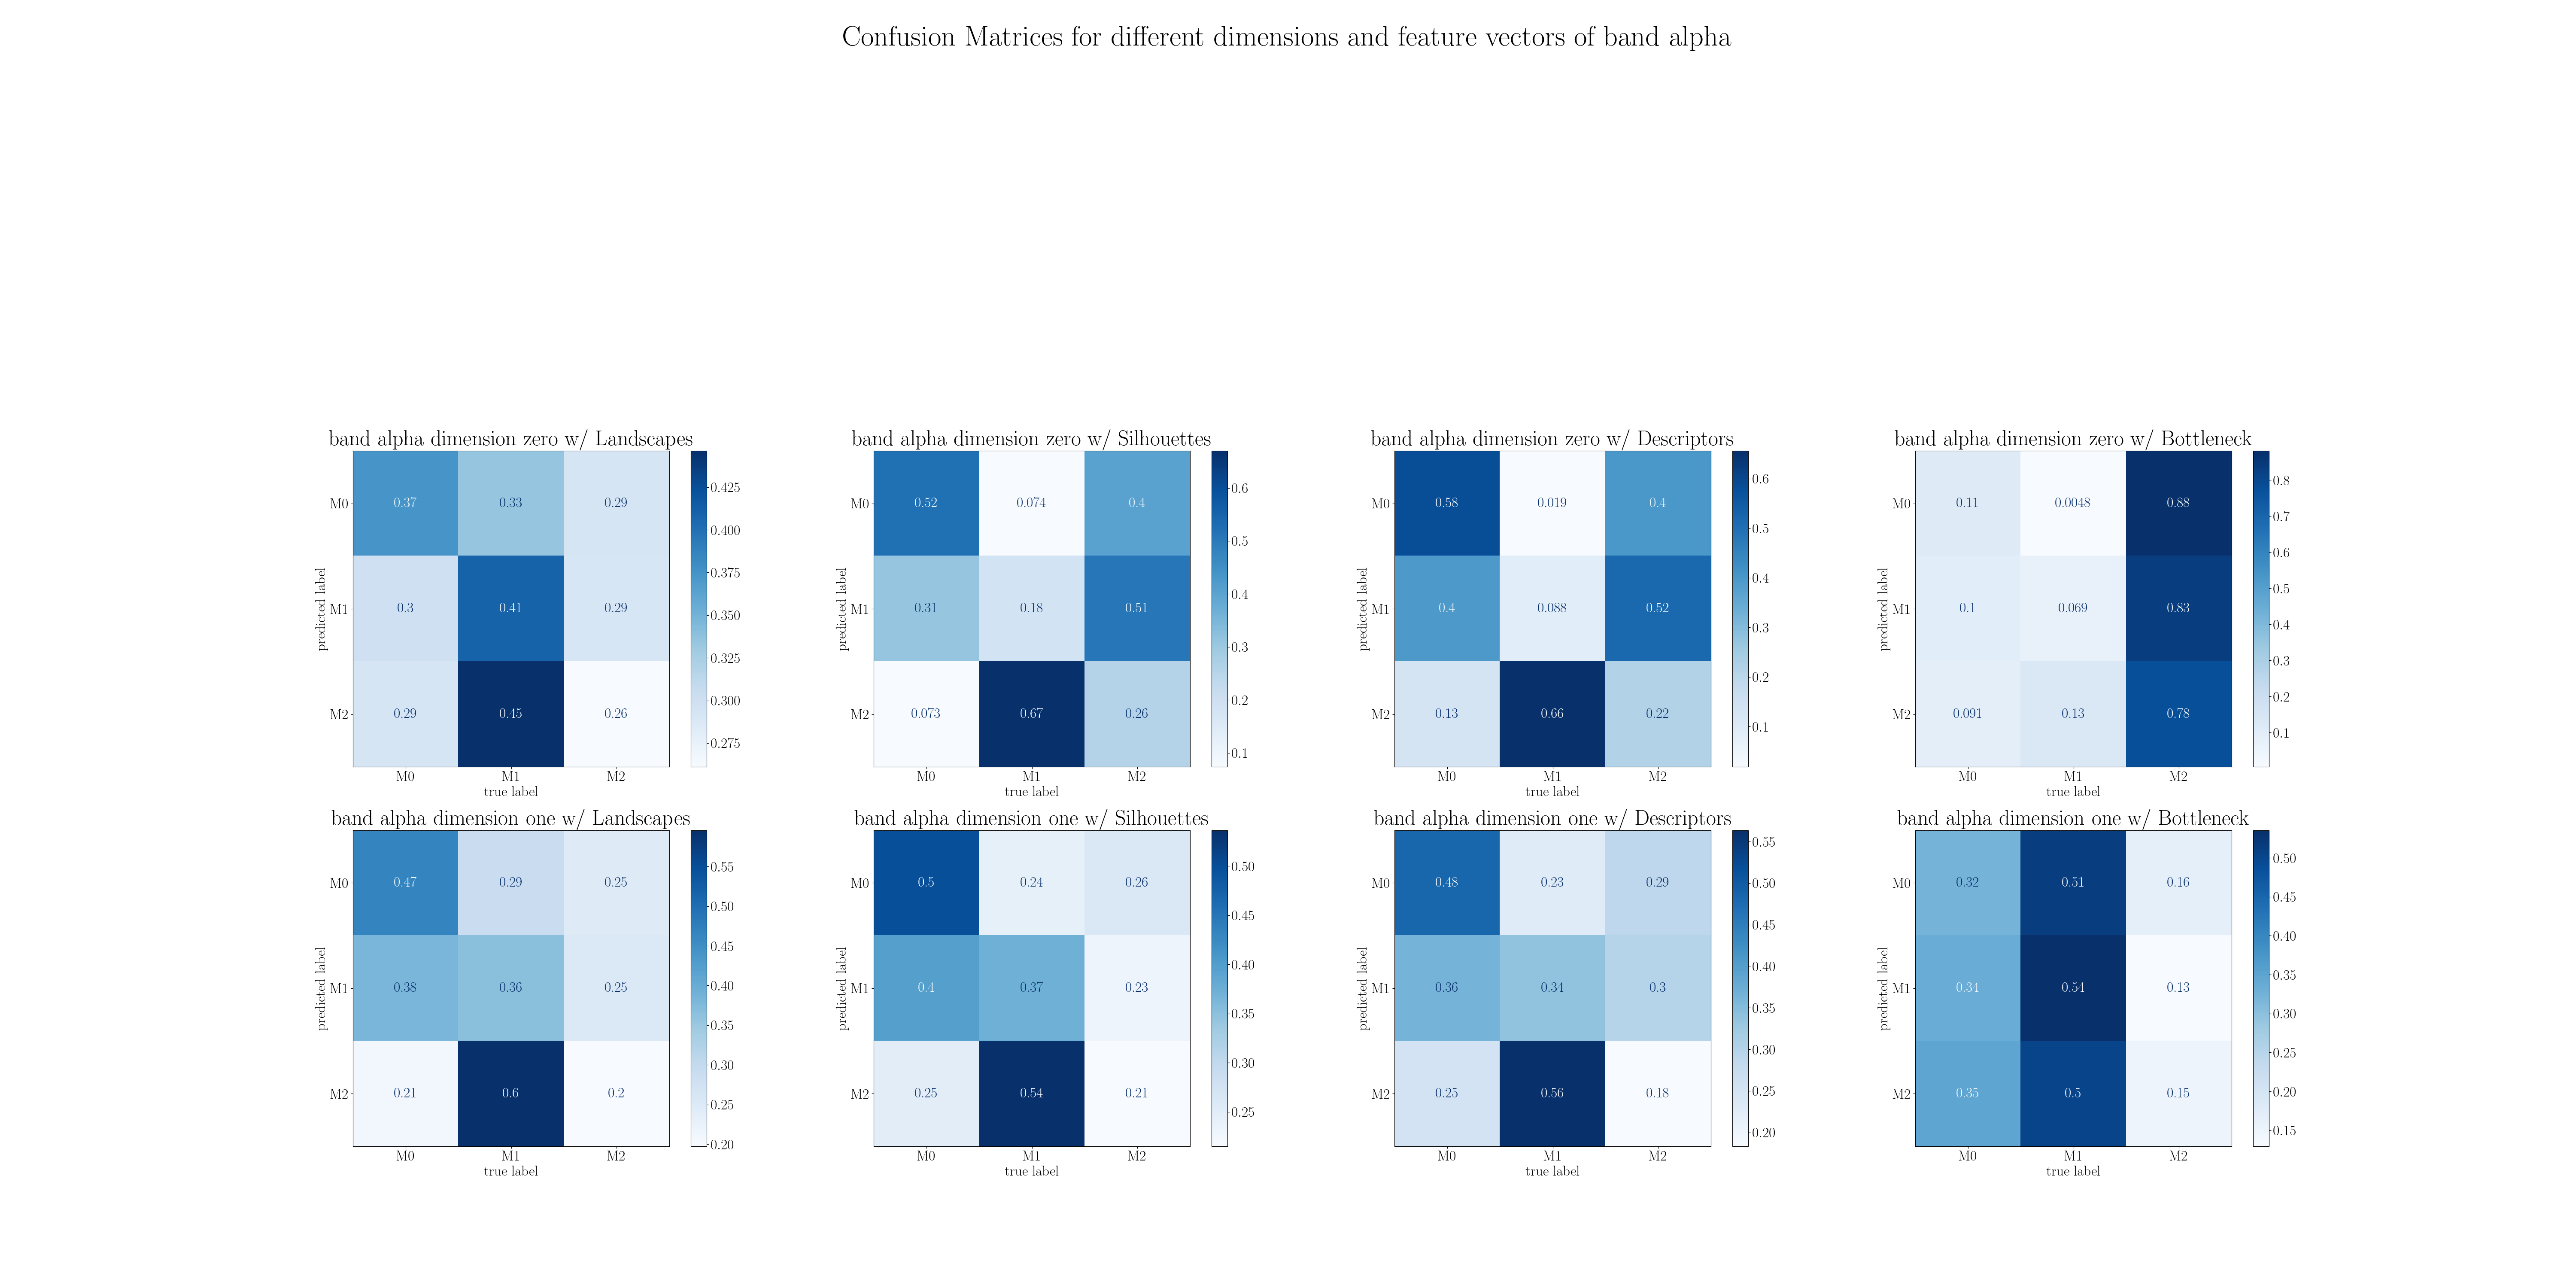 Confusion Matrices for different dimensions and feature vectors of band alpha
band alpha dimension zero w/ Landscapes
predicted label
M0 0.37 0.33 0.29
M1 0.3 0.41 0.29
M2 0.29 0.45 0.26
M0 M1 M2
true label
0.425
0.400
0.375
0.350
0.325
0.300
0.275
band alpha dimension zero w/ Silhouettes
predicted label
M0 0.52 0.074 0.4
M1 0.31 0.18 0.51
M2 0.073 0.67 0.26
M0 M1 M2
true label
0.6
0.5
0.4
0.3
0.2
0.1
band alpha dimension zero w/ Descriptors
predicted label
M0 0.58 0.019 0.4
M1 0.4 0.088 0.52
M2 0.13 0.66 0.22
M0 M1 M2
true label
0.6
0.5
0.4
0.3
0.2
0.1
band alpha dimension zero w/ Bottleneck
predicted label
M0 0.11 0.0048 0.88
M1 0.1 0.069 0.83
M2 0.091 0.13 0.78
M0 M1 M2
true label
0.8
0.7
0.6
0.5
0.4
0.3
0.2
0.1
band alpha dimension one w/ Landscapes
predicted label
M0 0.47 0.29 0.25
M1 0.38 0.36 0.25
M2 0.21 0.6 0.2
M0 M1 M2
true label
0.55
0.50
0.45
0.40
0.35
0.30
0.25
0.20
band alpha dimension one w/ Silhouettes
predicted label
M0 0.5 0.24 0.26
M1 0.4 0.37 0.23
M2 0.25 0.54 0.21
M0 M1 M2
true label
0.50
0.45
0.40
0.35
0.30
0.25
band alpha dimension one w/ Descriptors
predicted label
M0 0.48 0.23 0.29
M1 0.36 0.34 0.3
M2 0.25 0.56 0.18
M0 M1 M2
true label
0.55
0.50
0.45
0.40
0.35
0.30
0.25
0.20
band alpha dimension one w/ Bottleneck
predicted label
M0 0.32 0.51 0.16
M1 0.34 0.54 0.13
M2 0.35 0.5 0.15
M0 M1 M2
true label
0.50
0.45
0.40
0.35
0.30
0.25
0.20
0.15